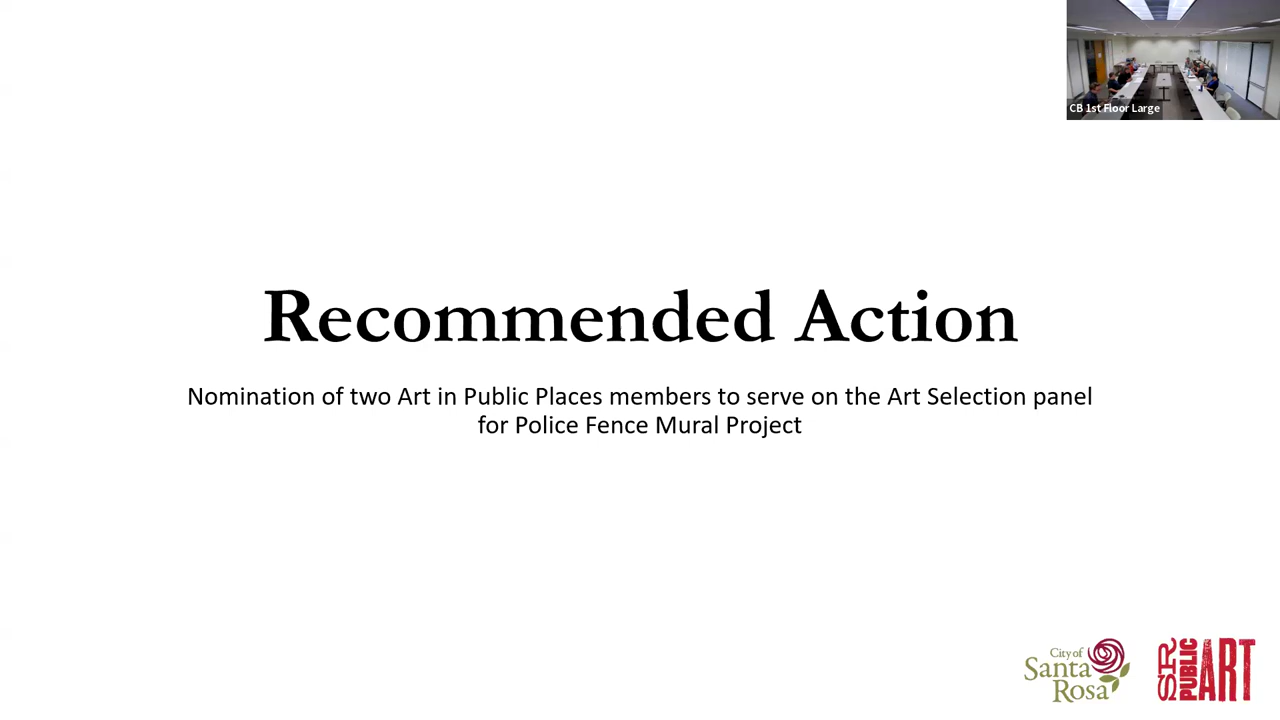 CB 1st Floor Large
Recommended Action
Nomination of two Art in Public Places members to serve on the Art Selection panel
for Police Fence Mural Project
City of
Santa
Rosa
SR
PUBLIC
ART